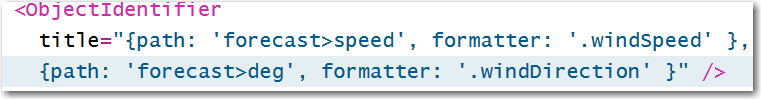 <ObjectIdentifier
title="{path: 'forecast>speed', formatter: '.windSpeed' },
{path: 'forecast>deg', formatter: '.windDirection' }" />